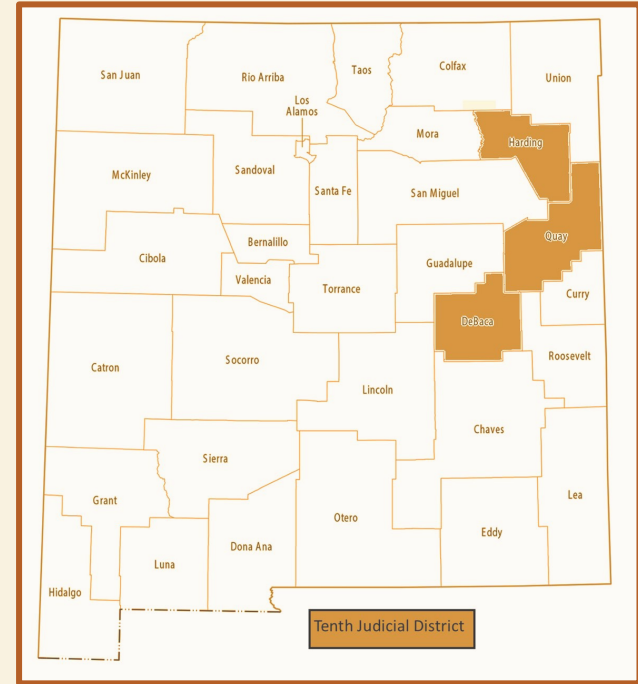 San Juan
Rio Arriba
Taos
Colfax
Union
Los
Alamos
Mora
Harding
McKinley
Sandoval
Santa Fe
San Miguel
Quay
Bernalillo
Cibola
Guadalupe
Valencia
Torrance
Curry
DeBaca
Catron
Socorro
Roosevelt
Lincoln
Chaves
Sierra
Grant
Lea
Otero
Eddy
Dona Ana
Luna
Hidalgo
Tenth Judicial District